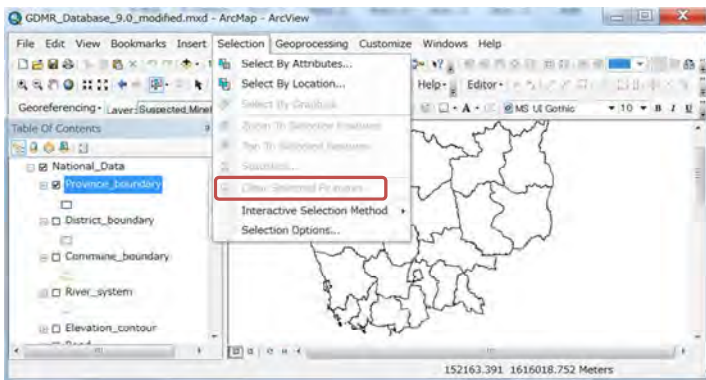 GDMR_Database_9.0_modified.mxd - ArcMap - ArcView
File Edit View Bookmarks Insert Selection Geoprocessing Customize Windows Help
Select By Attributes...
Select By Location...
Help
Editor
Select By Graphics
Georeferencing Layer: Suspected
MS UI Gothic
10
B I U
Table Of Contents
Zoom To Selected Features
Pan To Selected Features
National_Data
Statistics...
Province_boundary
Clear Selected Features
Interactive Selection Method
District_boundary
Selection Options...
Commune_boundary
River_system
Elevation_contour
152163.391 1616018.752 Meters